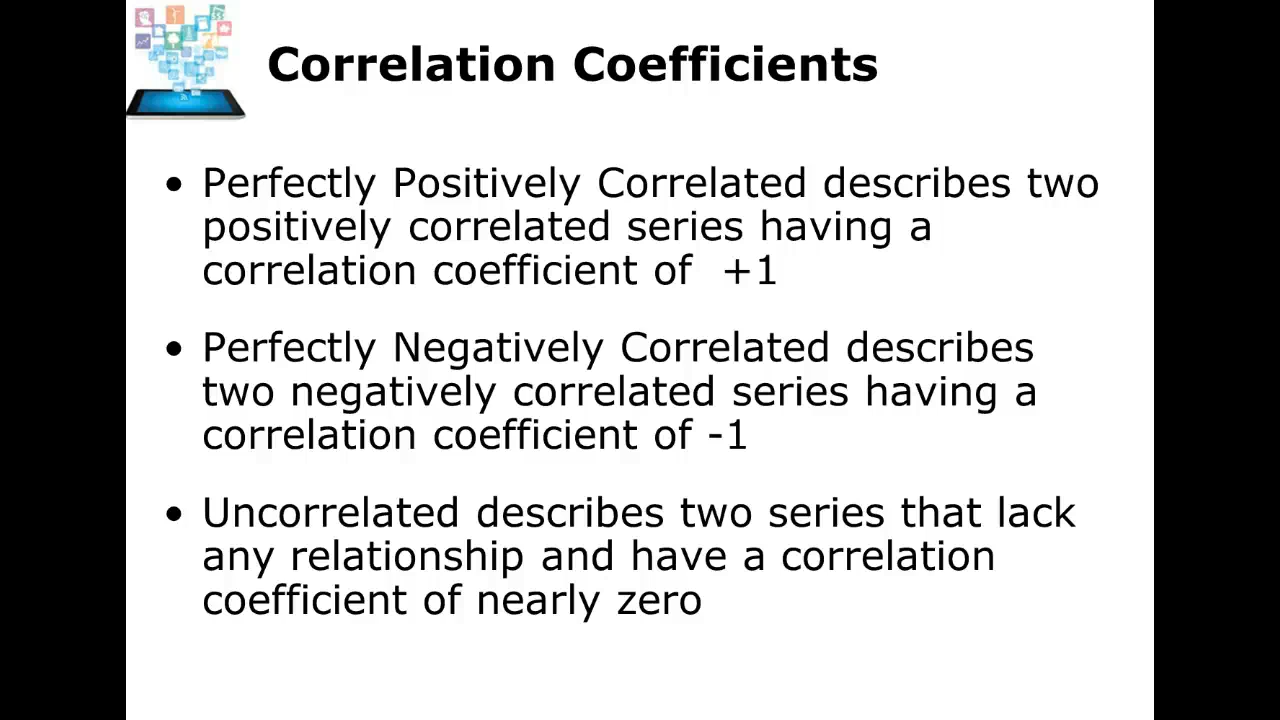 Correlation Coefficients
• Perfectly Positively Correlated describes two
positively correlated series having a
correlation coefficient of  +1
• Perfectly Negatively Correlated describes
two negatively correlated series having a
correlation coefficient of -1
• Uncorrelated describes two series that lack
any relationship and have a correlation
coefficient of nearly zero